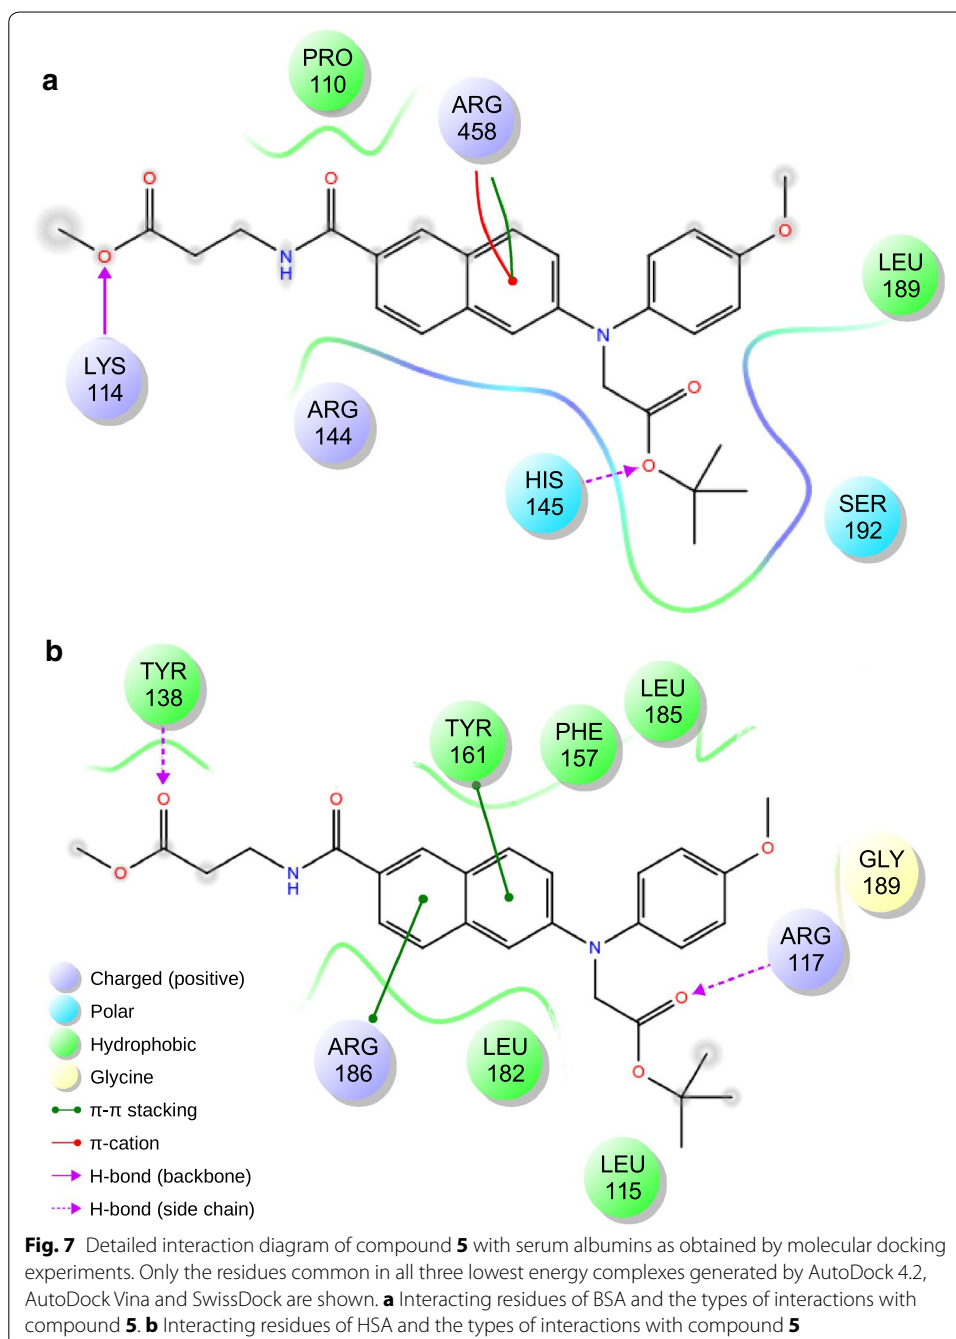 a
PRO
110
ARG
458
O
O
O
O
N
H
LEU
189
N
LYS
114
O
ARG
144
O
HIS
145
SER
192
b
TYR
138
LEU
185
TYR
161
PHE
157
O
O
O
O
N
H
GLY
189
ARG
117
N
O
Charged (positive)
Polar
Hydrophobic
Glycine
π-π stacking
π-cation
H-bond (backbone)
H-bond (side chain)
ARG
186
LEU
182
O
LEU
115
Fig. 7 Detailed interaction diagram of compound 5 with serum albumins as obtained by molecular docking
experiments. Only the residues common in all three lowest energy complexes generated by AutoDock 4.2,
AutoDock Vina and SwissDock are shown. a Interacting residues of BSA and the types of interactions with
compound 5. b Interacting residues of HSA and the types of interactions with compound 5